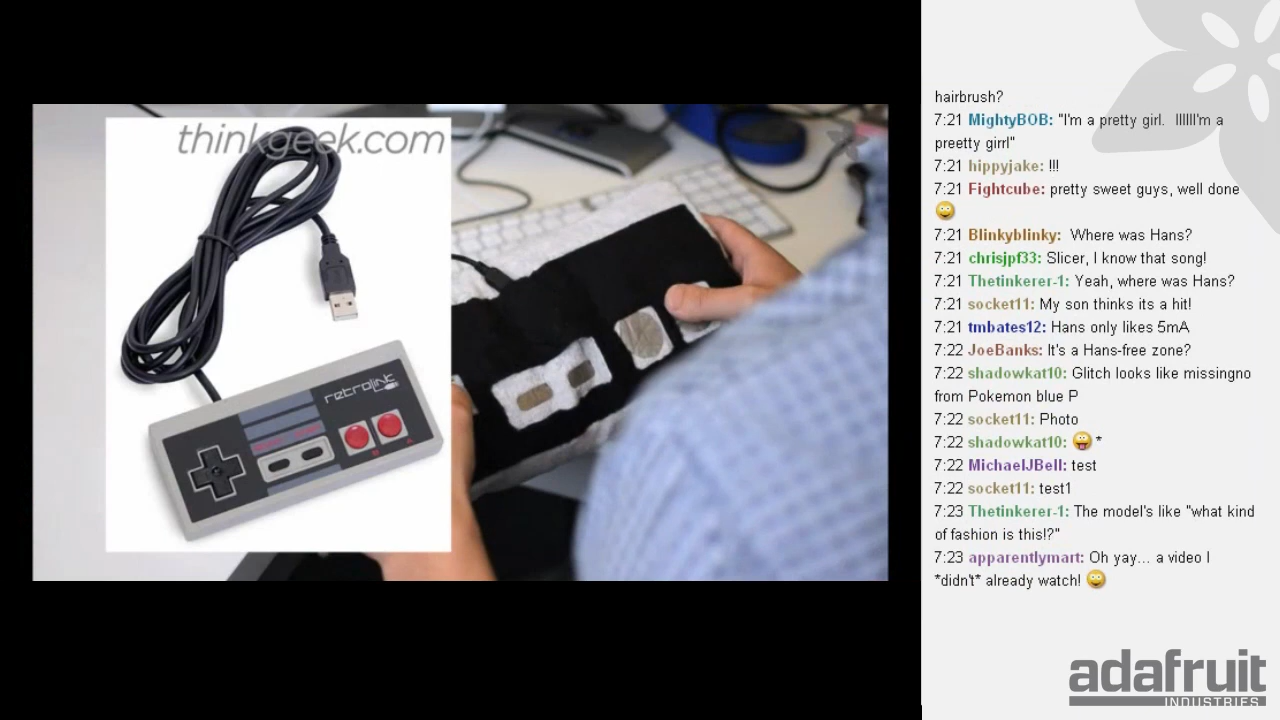 thinkgeek.com
retrolink
B
A
hairbrush?
7:21 MightyBOB: "I'm a pretty girl. IIIIII'm a
preetty girrl"
7:21 hippyjake: !!!
7:21 Fightcube: pretty sweet guys, well done
7:21 Blinkyblinky: Where was Hans?
7:21 chrisjpf33: Slicer, I know that song!
7:21 Thetinkerer-1: Yeah, where was Hans?
7:21 socket11: My son thinks its a hit!
7:21 tmbates12: Hans only likes 5mA
7:22 JoeBanks: It's a Hans-free zone?
7:22 shadowkat10: Glitch looks like missingno
from Pokemon blue P
7:22 socket11: Photo
7:22 shadowkat10: *
7:22 MichaelJBell: test
7:22 socket11: test1
7:23 Thetinkerer-1: The model's like "what kind
of fashion is this!?"
7:23 apparentlymart: Oh yay... a video I
*didn't* already watch!
adafruit
INDUSTRIES